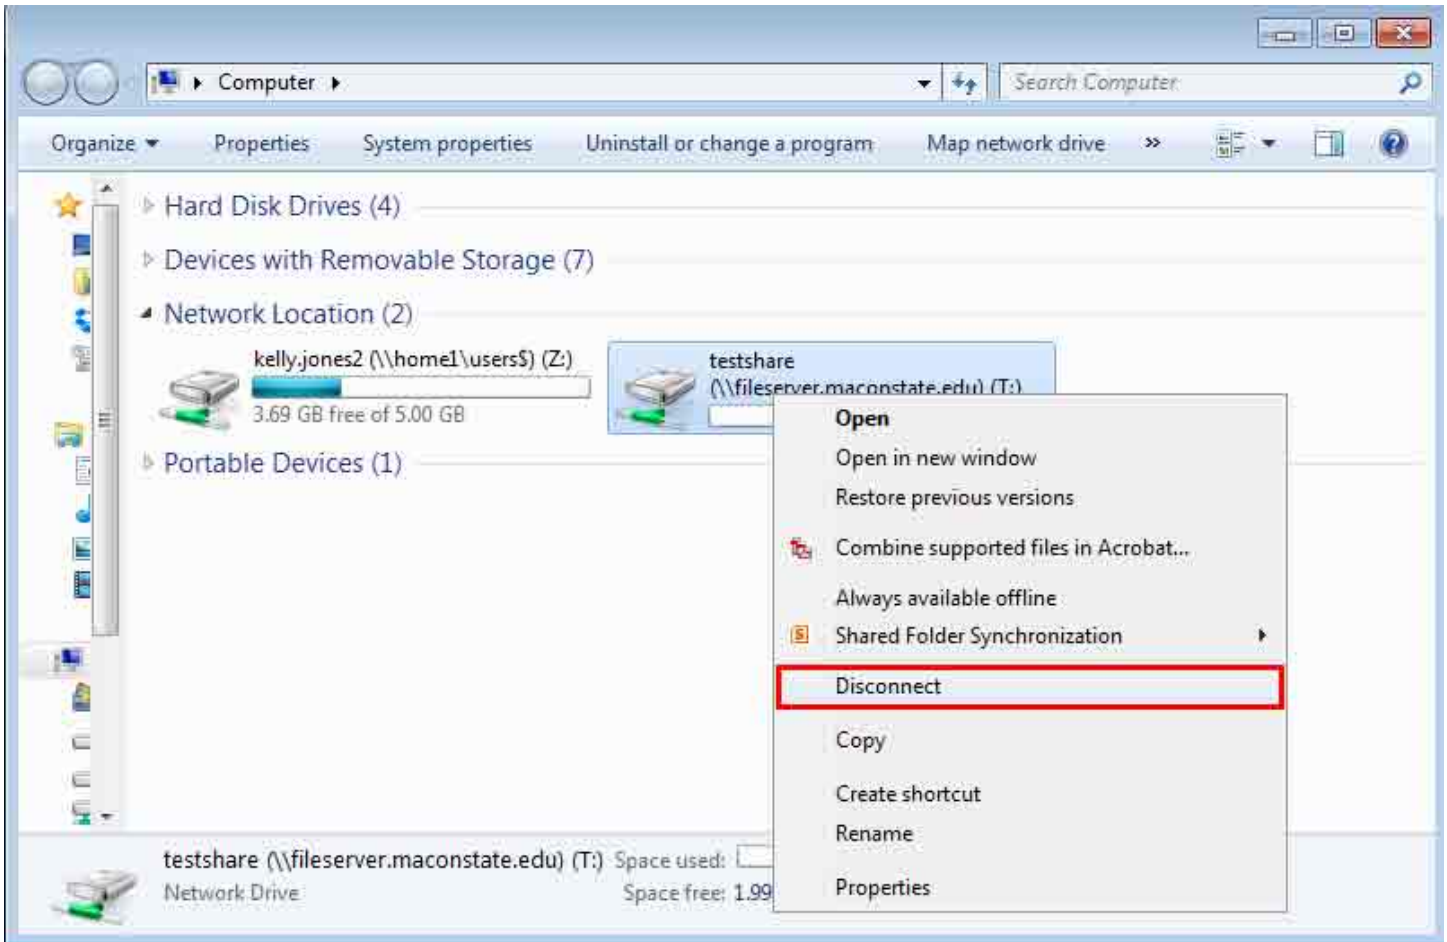 Computer
Search Computer
Organize Properties System properties Uninstall or change a program Map network drive »
Hard Disk Drives (4)
Devices with Removable Storage (7)
Network Location (2)
kelly.jones2 (\\home1\users$) (Z:)
3.69 GB free of 5.00 GB
testshare
(\\fileserver.maconstate.edu) (T:)
Portable Devices (1)
Open
Open in new window
Restore previous versions
Combine supported files in Acrobat...
Always available offline
Shared Folder Synchronization
Disconnect
Copy
Create shortcut
Rename
Properties
testshare (\\fileserver.maconstate.edu) (T:) Space used:
Network Drive Space free: 1.99